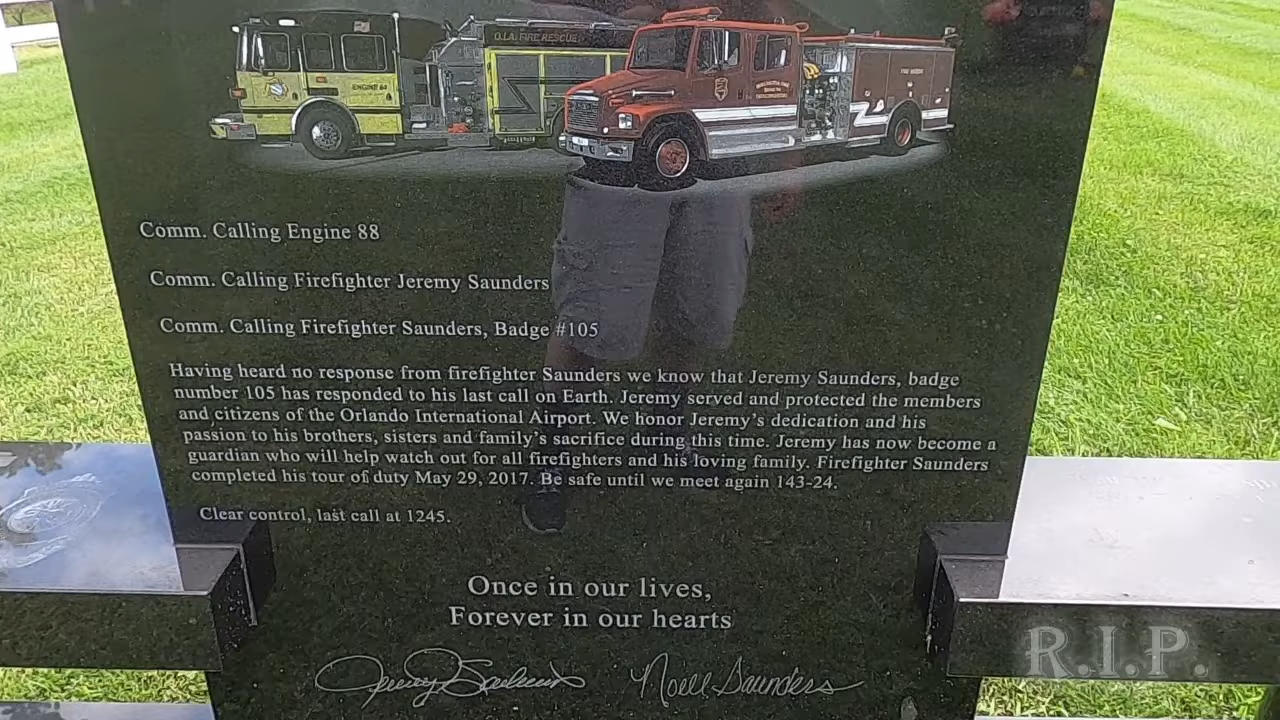 O.I.A. FIRE RESCUE
ENGINE 84
Comm. Calling Engine 88
Comm. Calling Firefighter Jeremy Saunders
Comm. Calling Firefighter Saunders, Badge #105
Having heard no response from firefighter Saunders we know that Jeremy Saunders, badge
number 105 has responded to his last call on Earth. Jeremy served and protected the members
and citizens of the Orlando International Airport. We honor Jeremy's dedication and his
passion to his brothers, sisters and family's sacrifice during this time. Jeremy has now become a
guardian who will help watch out for all firefighters and his loving family. Firefighter Saunders
completed his tour of duty May 29, 2017. Be safe until we meet again 143-24.
Clear control, last call at 1245.
Once in our lives,
Forever in our hearts
Jeremy Saunders Noell Saunders
R.I.P.